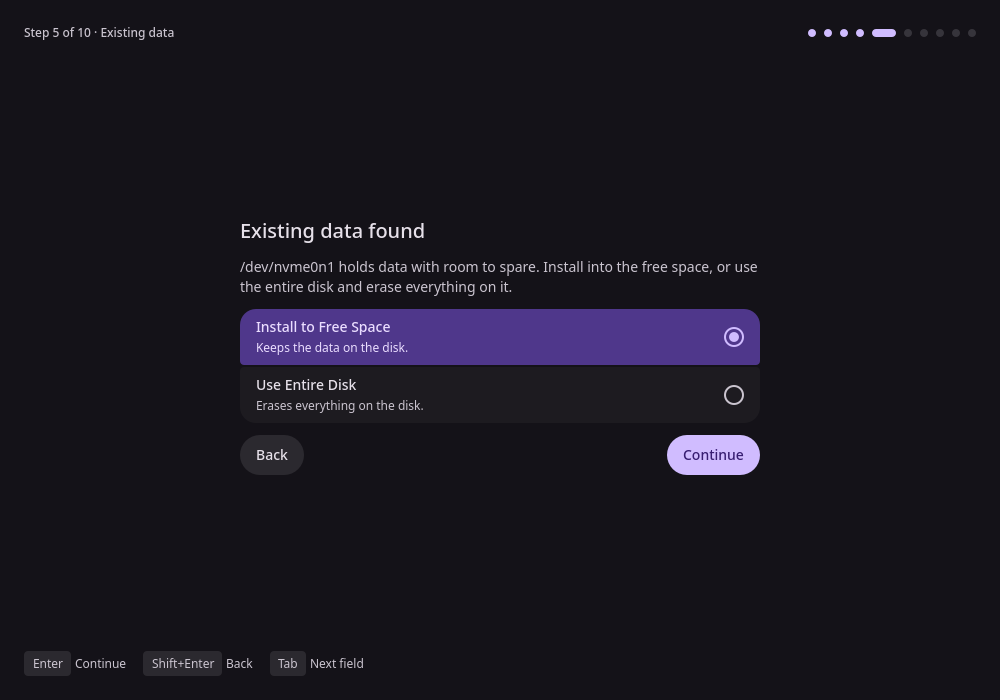 Step 5 of 10 · Existing data
Existing data found
/dev/nvme0n1 holds data with room to spare. Install into the free space, or use
the entire disk and erase everything on it.
Install to Free Space
Keeps the data on the disk.
Use Entire Disk
Erases everything on the disk.
Back
Continue
Enter Continue Shift+Enter Back Tab Next field